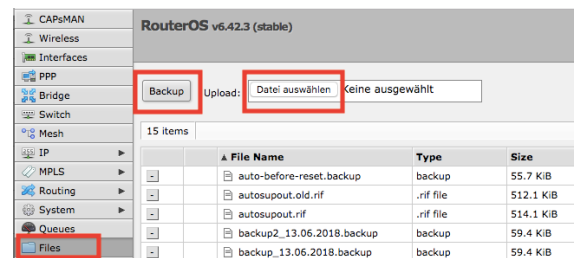 CAPsMAN
Wireless
Interfaces
PPP
Bridge
Switch
Mesh
IP
MPLS
Routing
System
Queues
Files
RouterOS v6.42.3 (stable)
Backup Upload: Datei auswählen Keine ausgewählt
15 items
▲ File Name Type Size
- auto-before-reset.backup backup 55.7 KiB
- autosupout.old.rif .rif file 512.1 KiB
- autosupout.rif .rif file 514.1 KiB
- backup2_13.06.2018.backup backup 59.4 KiB
- backup_13.06.2018.backup backup 59.4 KiB